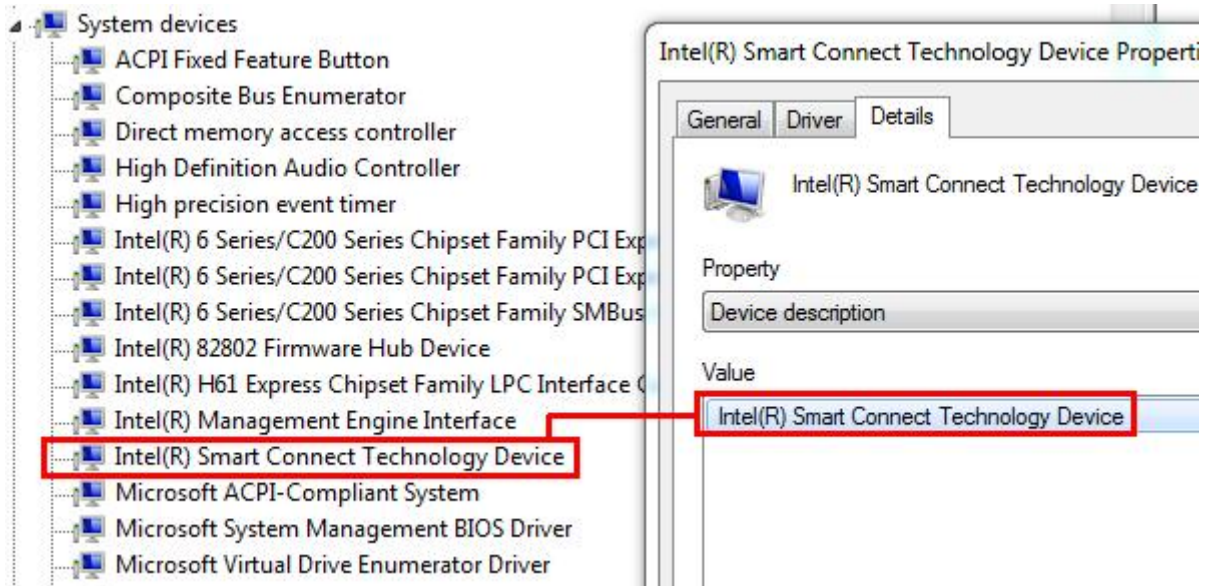 System devices
ACPI Fixed Feature Button
Composite Bus Enumerator
Direct memory access controller
High Definition Audio Controller
High precision event timer
Intel(R) 6 Series/C200 Series Chipset Family PCI Exp
Intel(R) 6 Series/C200 Series Chipset Family PCI Exp
Intel(R) 6 Series/C200 Series Chipset Family SMBus
Intel(R) 82802 Firmware Hub Device
Intel(R) H61 Express Chipset Family LPC Interface
Intel(R) Management Engine Interface
Intel(R) Smart Connect Technology Device
Microsoft ACPI-Compliant System
Microsoft System Management BIOS Driver
Microsoft Virtual Drive Enumerator Driver
Intel(R) Smart Connect Technology Device Properti
General Driver Details
Intel(R) Smart Connect Technology Device
Property
Device description
Value
Intel(R) Smart Connect Technology Device